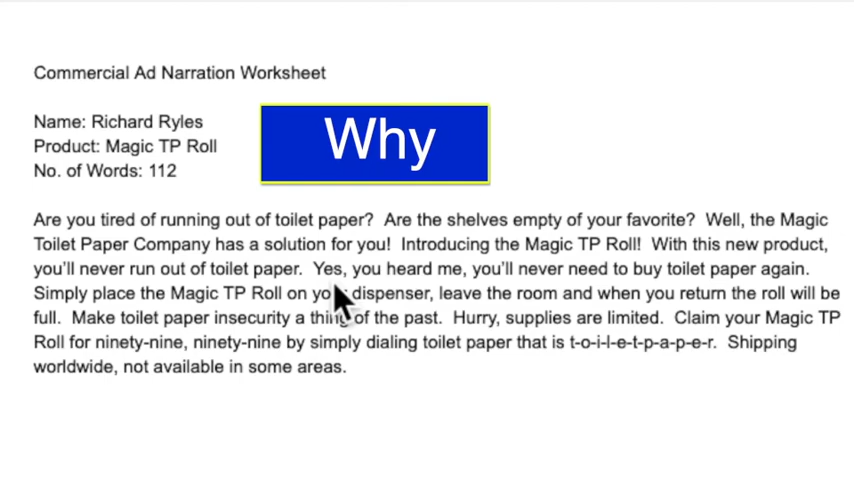 Commercial Ad Narration Worksheet
Name: Richard Ryles
Why
Product: Magic TP Roll
No. of Words: 112
Are you tired of running out of toilet paper?  Are the shelves empty of your favorite?  Well, the Magic
Toilet Paper Company has a solution for you!  Introducing the Magic TP Roll!  With this new product,
you'll never run out of toilet paper.  Yes, you heard me, you'll never need to buy toilet paper again.
Simply place the Magic TP Roll on your dispenser, leave the room and when you return the roll will be
full.  Make toilet paper insecurity a thing of the past.  Hurry, supplies are limited.  Claim your Magic TP
Roll for ninety-nine, ninety-nine by simply dialing toilet paper that is t-o-i-l-e-t-p-a-p-e-r.  Shipping
worldwide, not available in some areas.